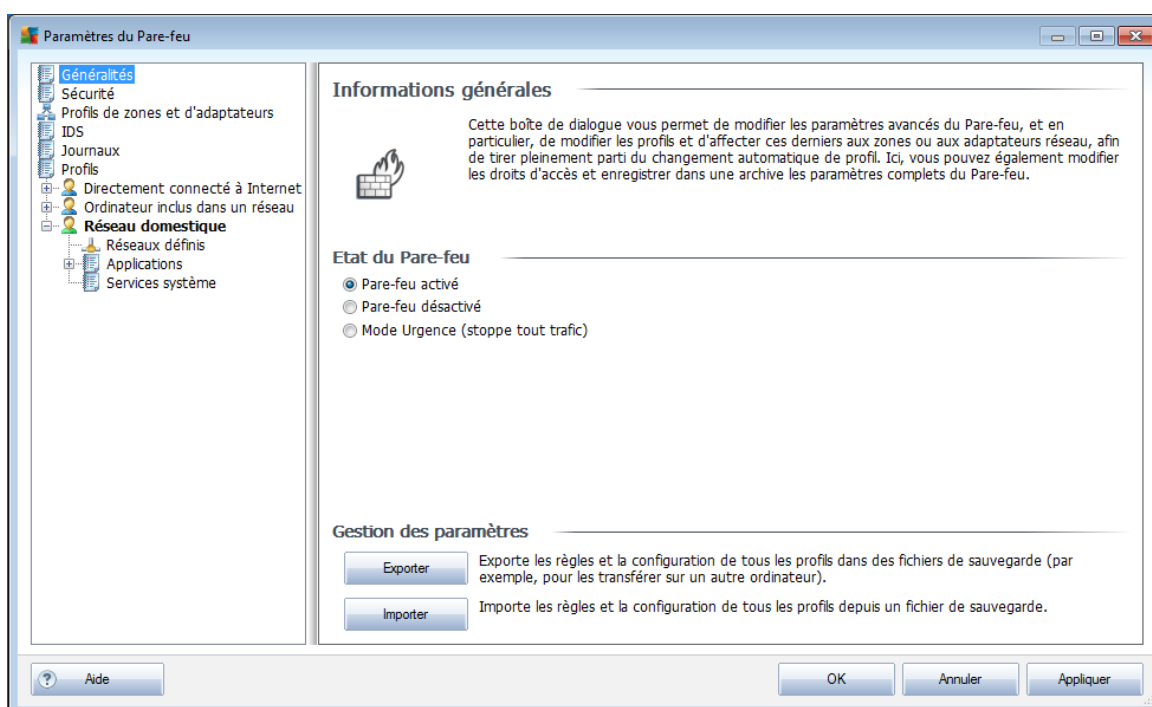 Paramètres du Pare-feu
Généralités
Sécurité
Profils de zones et d'adaptateurs
IDS
Journaux
Profils
Directement connecté à Internet
Ordinateur inclus dans un réseau
Réseau domestique
Réseaux définis
Applications
Services système
Informations générales
Cette boîte de dialogue vous permet de modifier les paramètres avancés du Pare-feu, et en
particulier, de modifier les profils et d'affecter ces derniers aux zones ou aux adaptateurs réseau, afin
de tirer pleinement parti du changement automatique de profil. Ici, vous pouvez également modifier
les droits d'accès et enregistrer dans une archive les paramètres complets du Pare-feu.
Etat du Pare-feu
Pare-feu activé
Pare-feu désactivé
Mode Urgence (stoppe tout trafic)
Gestion des paramètres
Exporter
Exporte les règles et la configuration de tous les profils dans des fichiers de sauvegarde (par
exemple, pour les transférer sur un autre ordinateur).
Importer
Importe les règles et la configuration de tous les profils depuis un fichier de sauvegarde.
Aide
OK
Annuler
Appliquer